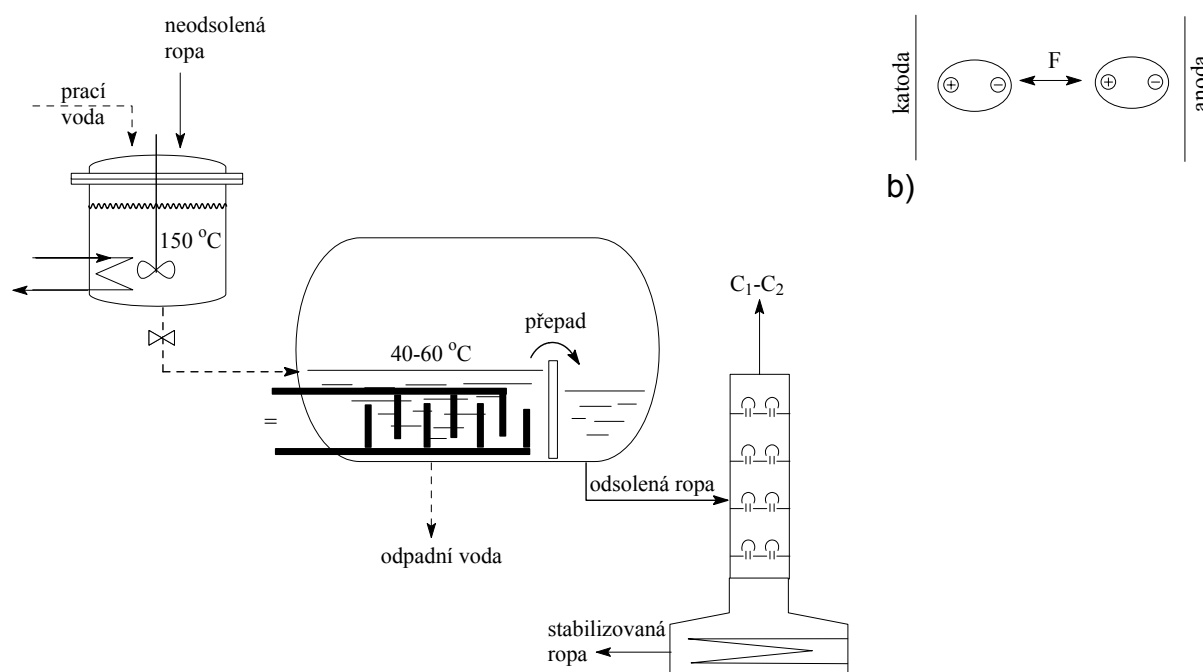 neodsolená
ropa
prací
voda
150 °C
40-60 °C
přepad
=
odpadní voda
odsolená ropa
C₁-C₂
stabilizovaná
ropa
katoda
+
−
F
+
−
anoda
b)